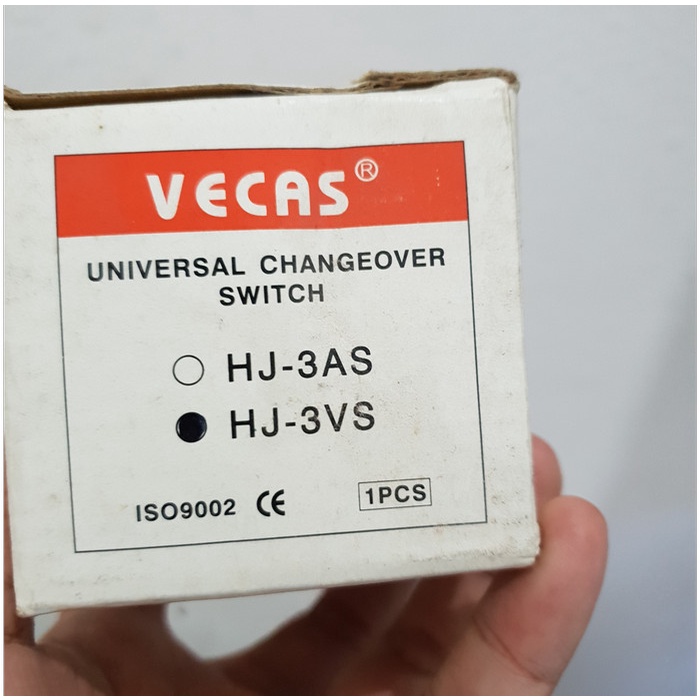 VECAS®
UNIVERSAL CHANGEOVER
SWITCH
HJ-3AS
HJ-3VS
ISO9002 CE
1PCS